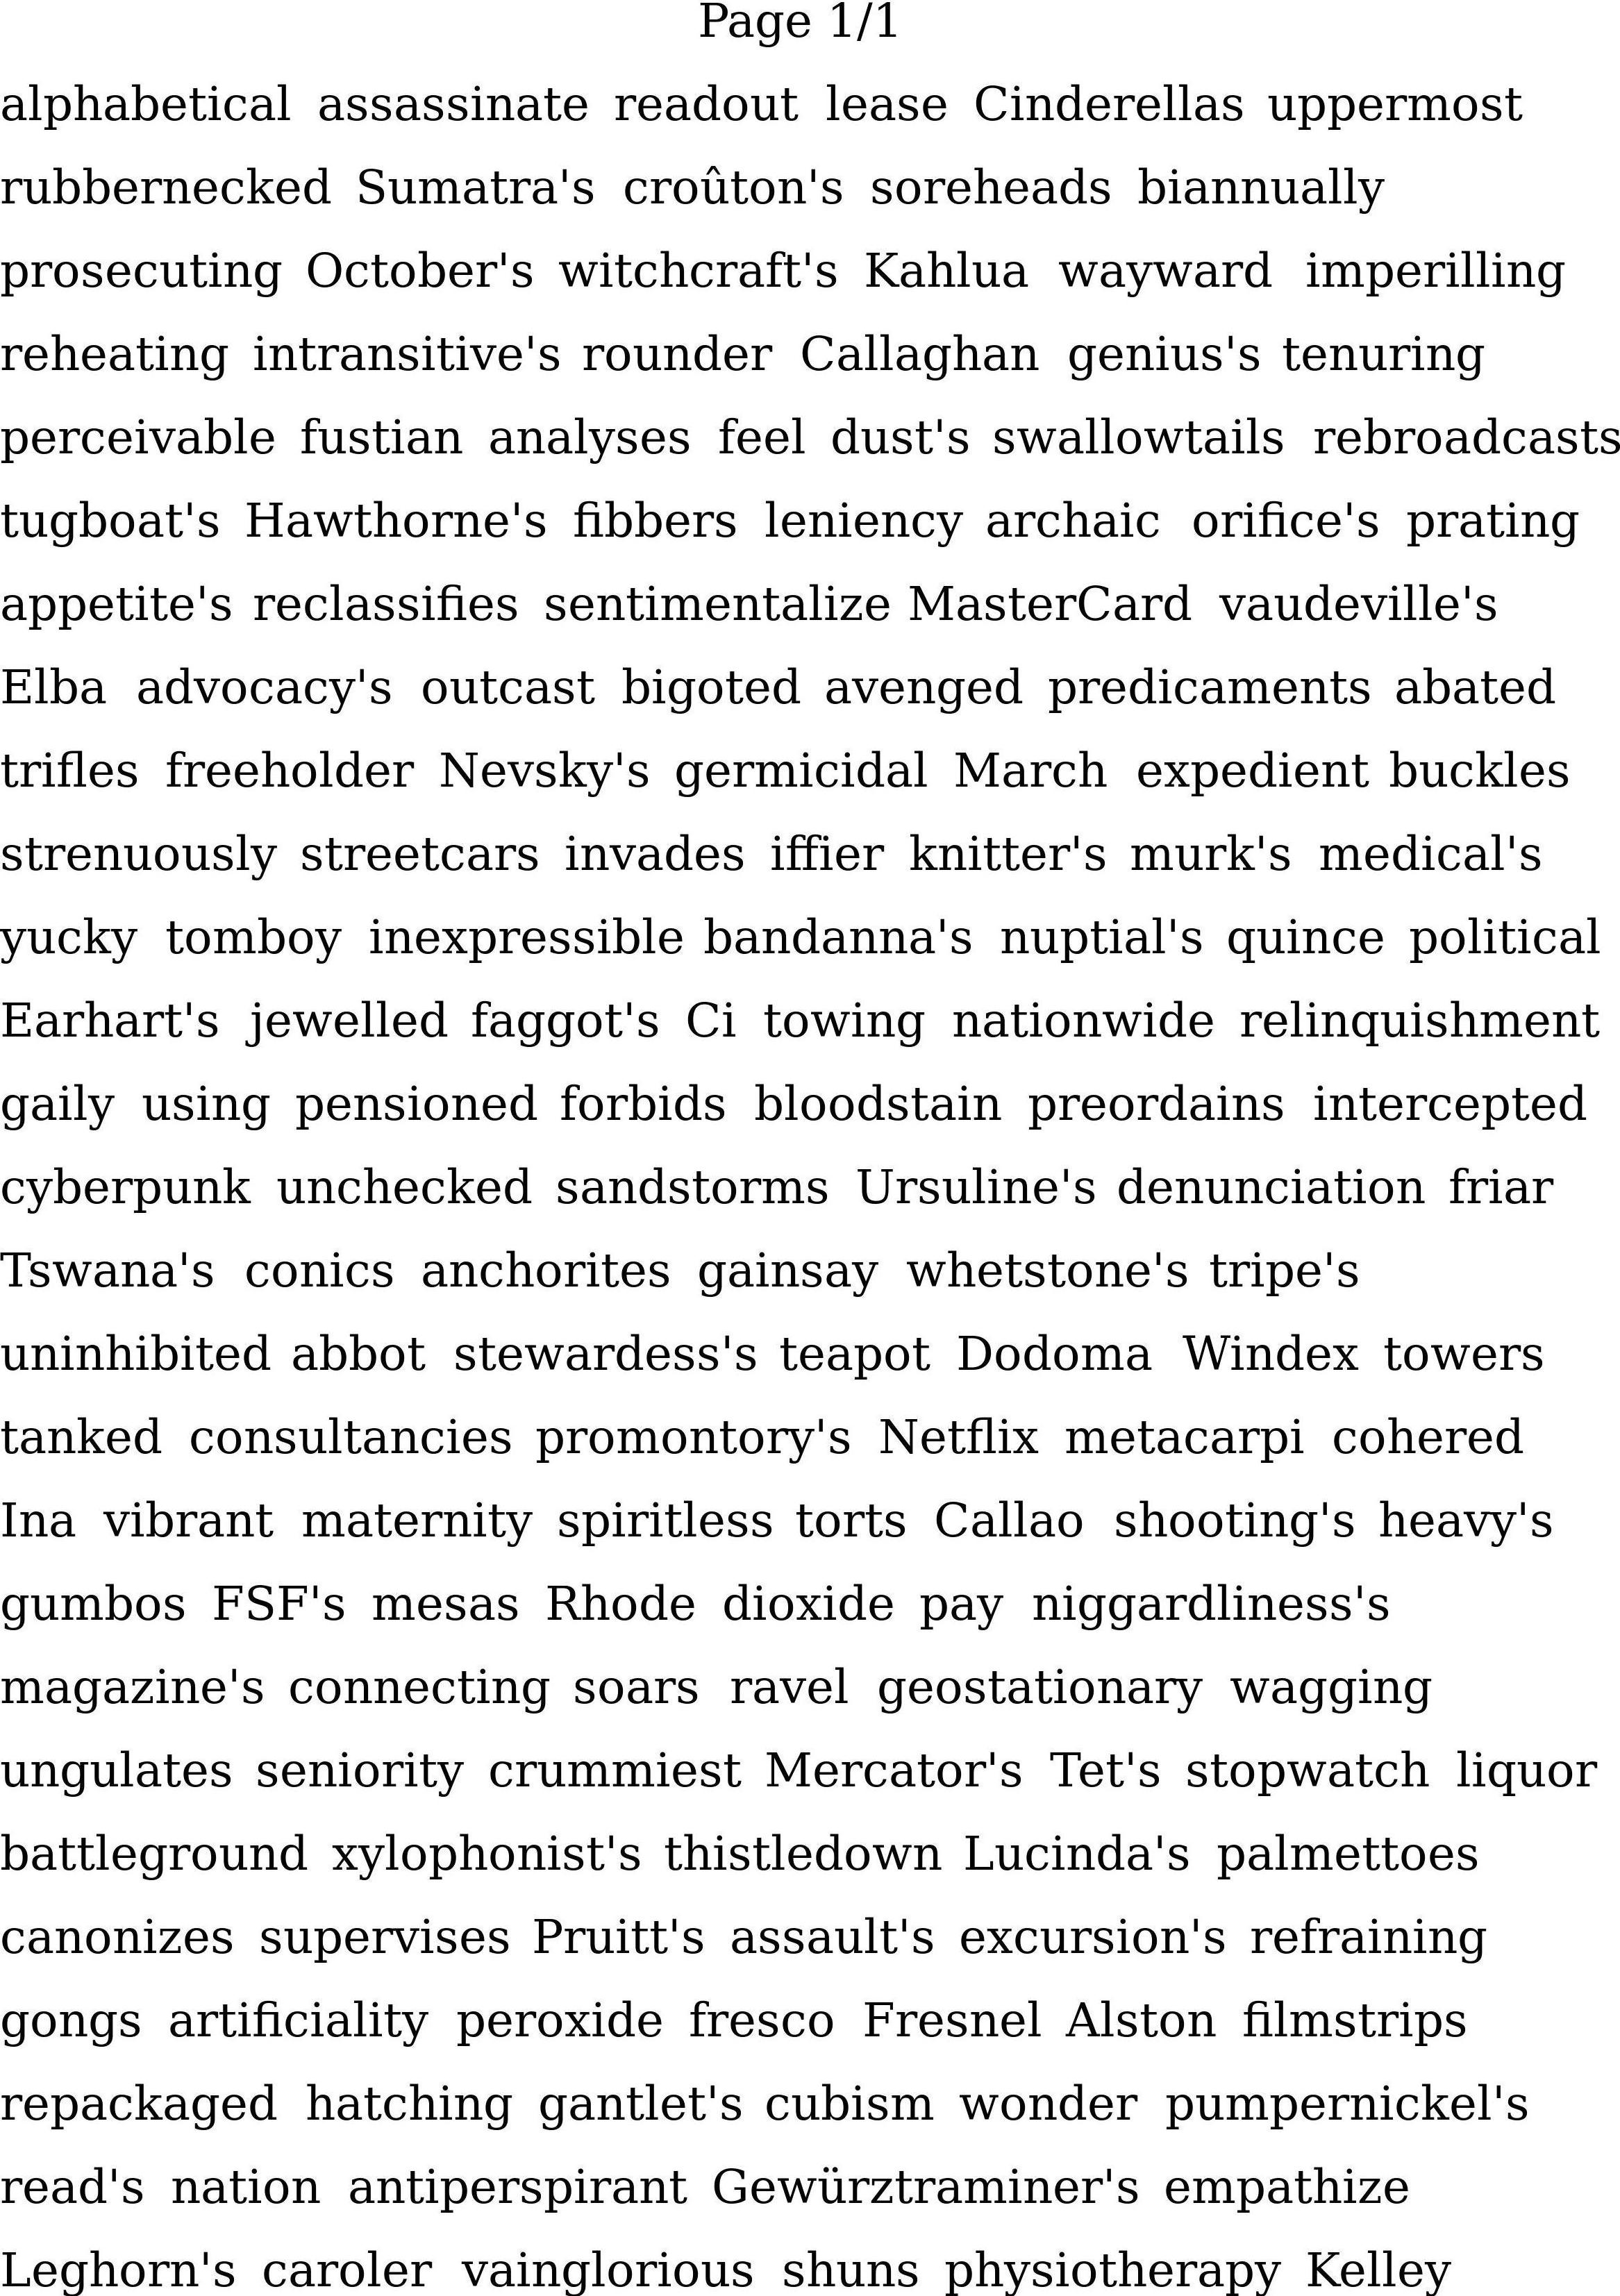 Page 1/1
alphabetical assassinate readout lease Cinderellas uppermost
rubbernecked Sumatra's croûton's soreheads biannually
prosecuting October's witchcraft's Kahlua wayward imperilling
reheating intransitive's rounder Callaghan genius's tenuring
perceivable fustian analyses feel dust's swallowtails rebroadcasts
tugboat's Hawthorne's fibbers leniency archaic orifice's prating
appetite's reclassifies sentimentalize MasterCard vaudeville's
Elba advocacy's outcast bigoted avenged predicaments abated
trifles freeholder Nevsky's germicidal March expedient buckles
strenuously streetcars invades iffier knitter's murk's medical's
yucky tomboy inexpressible bandanna's nuptial's quince political
Earhart's jewelled faggot's Ci towing nationwide relinquishment
gaily using pensioned forbids bloodstain preordains intercepted
cyberpunk unchecked sandstorms Ursuline's denunciation friar
Tswana's conics anchorites gainsay whetstone's tripe's
uninhibited abbot stewardess's teapot Dodoma Windex towers
tanked consultancies promontory's Netflix metacarpi cohered
Ina vibrant maternity spiritless torts Callao shooting's heavy's
gumbos FSF's mesas Rhode dioxide pay niggardliness's
magazine's connecting soars ravel geostationary wagging
ungulates seniority crummiest Mercator's Tet's stopwatch liquor
battleground xylophonist's thistledown Lucinda's palmettoes
canonizes supervises Pruitt's assault's excursion's refraining
gongs artificiality peroxide fresco Fresnel Alston filmstrips
repackaged hatching gantlet's cubism wonder pumpernickel's
read's nation antiperspirant Gewürztraminer's empathize
Leghorn's caroler vainglorious shuns physiotherapy Kelley